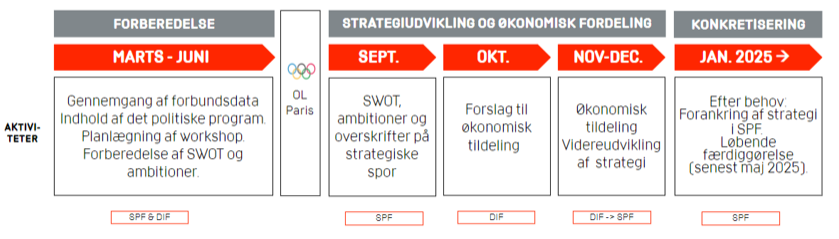 FORBEREDELSE
STRATEGIUDVIKLING OG ØKONOMISK FORDELING
KONKRETISERING
MARTS - JUNI
SEPT.
OKT.
NOV-DEC.
JAN. 2025 →
AKTIVI-
TETER
Gennemgang af forbundsdata
Indhold af det politiske program.
Planlægning af workshop.
Forberedelse af SWOT og
ambitioner.
OL
Paris
SWOT,
ambitioner og
overskrifter på
strategiske
spor
Forslag til
økonomisk
tildeling
Økonomisk
tildeling
Videreudvikling
af strategi
Efter behov:
Forankring af strategi
i SPF.
Løbende
færdiggørelse
(senest maj 2025).
SPF & DIF
SPF
DIF
DIF -> SPF
SPF